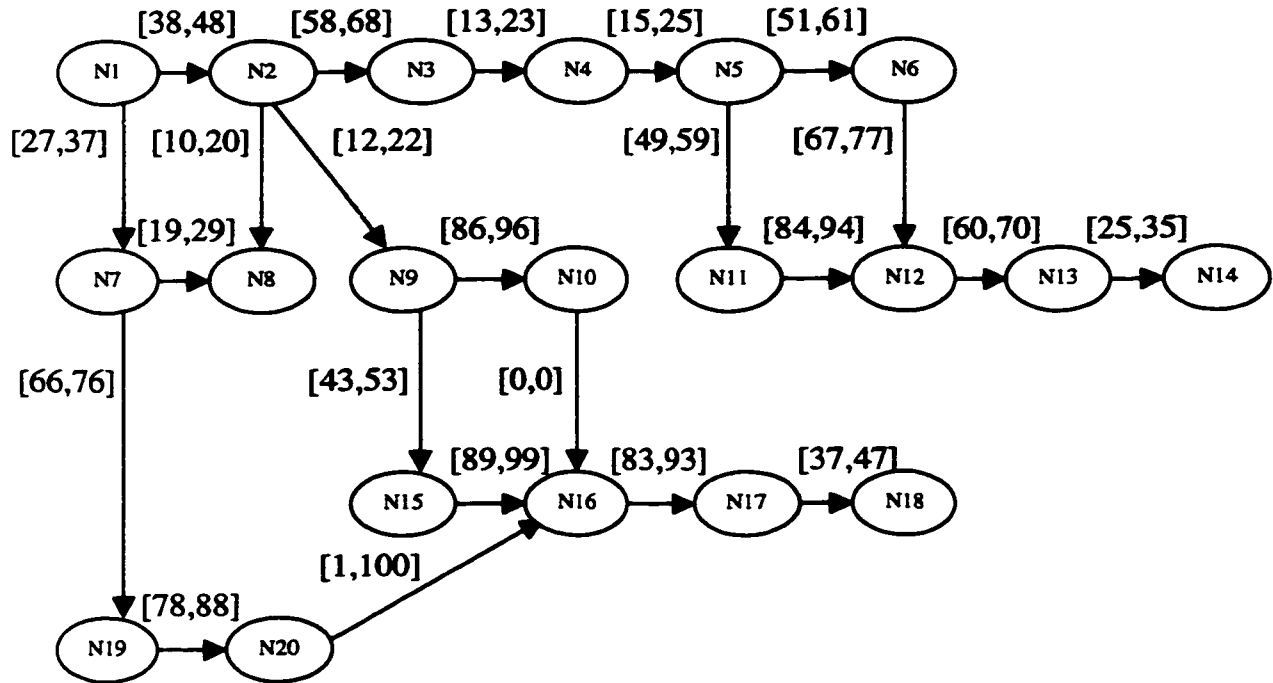 [38,48] [58,68] [13,23] [15,25] [51,61]
N1 N2 N3 N4 N5 N6
[27,37] [10,20] [12,22] [49,59] [67,77]
[19,29] [86,96] [84,94] [60,70] [25,35]
N7 N8 N9 N10 N11 N12 N13 N14
[66,76] [43,53] [0,0]
[89,99] [83,93] [37,47]
N15 N16 N17 N18
[1,100]
[78,88]
N19 N20